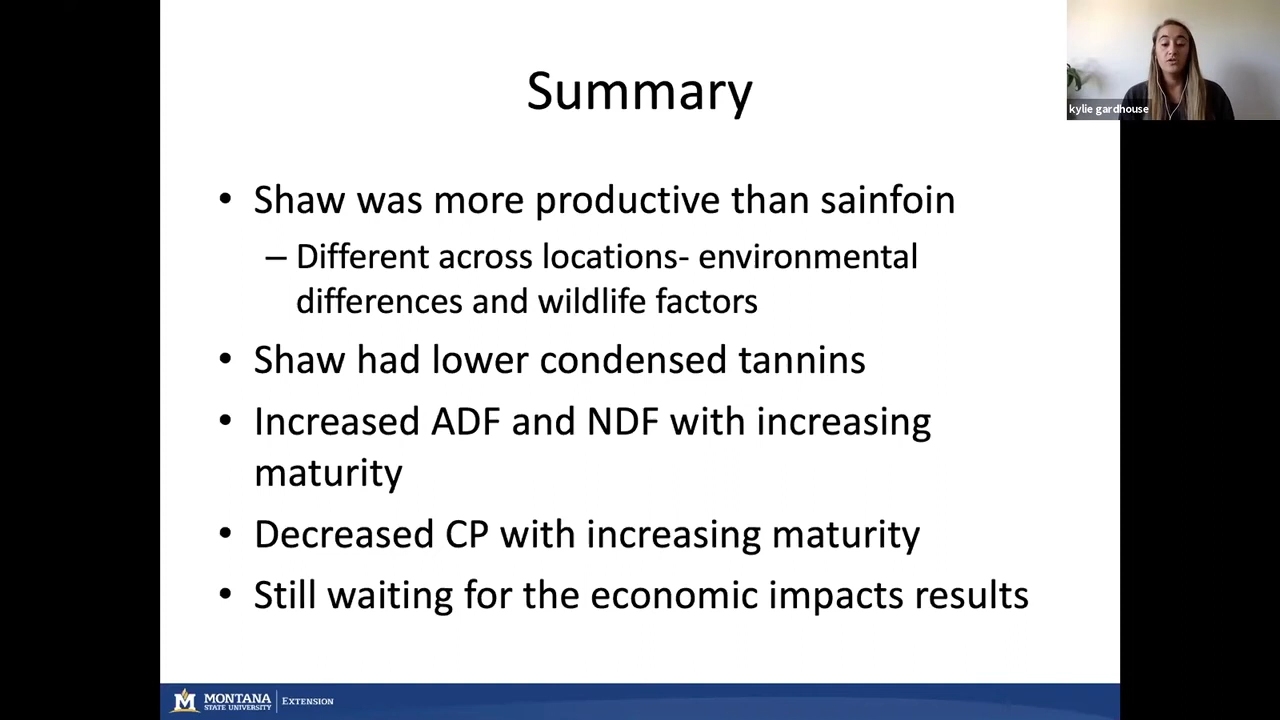 kylie gardhouse
Summary
• Shaw was more productive than sainfoin
– Different across locations- environmental
differences and wildlife factors
• Shaw had lower condensed tannins
• Increased ADF and NDF with increasing
maturity
• Decreased CP with increasing maturity
• Still waiting for the economic impacts results
M
MONTANA
STATE UNIVERSITY
EXTENSION